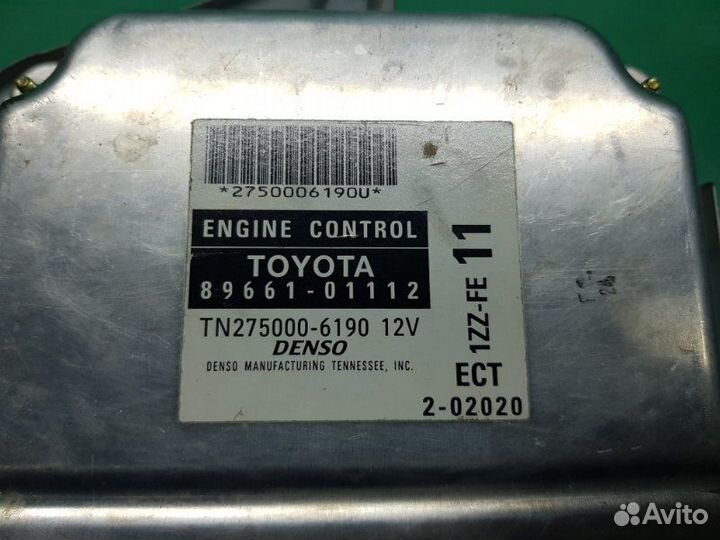 *2750006190U*
ENGINE CONTROL
TOYOTA
89661-01112
TN275000-6190 12V
DENSO
DENSO MANUFACTURING TENNESSEE, INC.
1ZZ-FE 11
ECT
2-02020
Avito